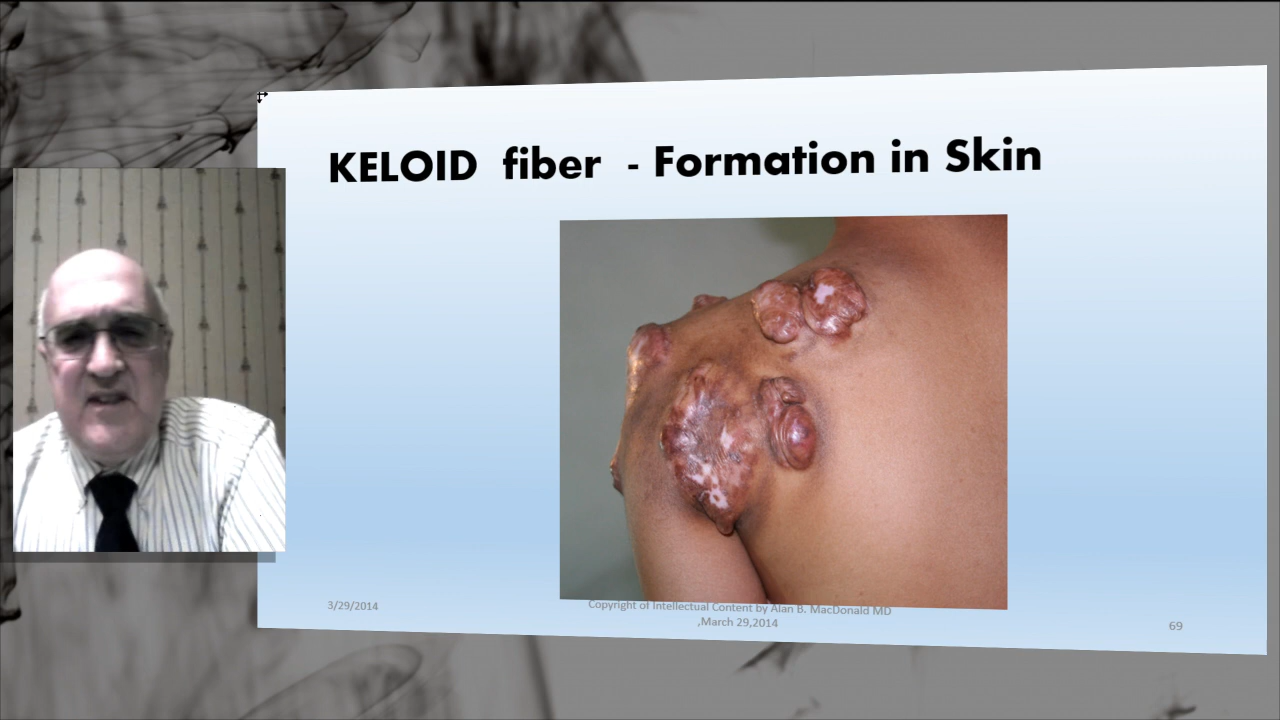 KELOID fiber - Formation in Skin
3/29/2014
Copyright of Intellectual Content by Alan B. MacDonald MD
,March 29,2014
69